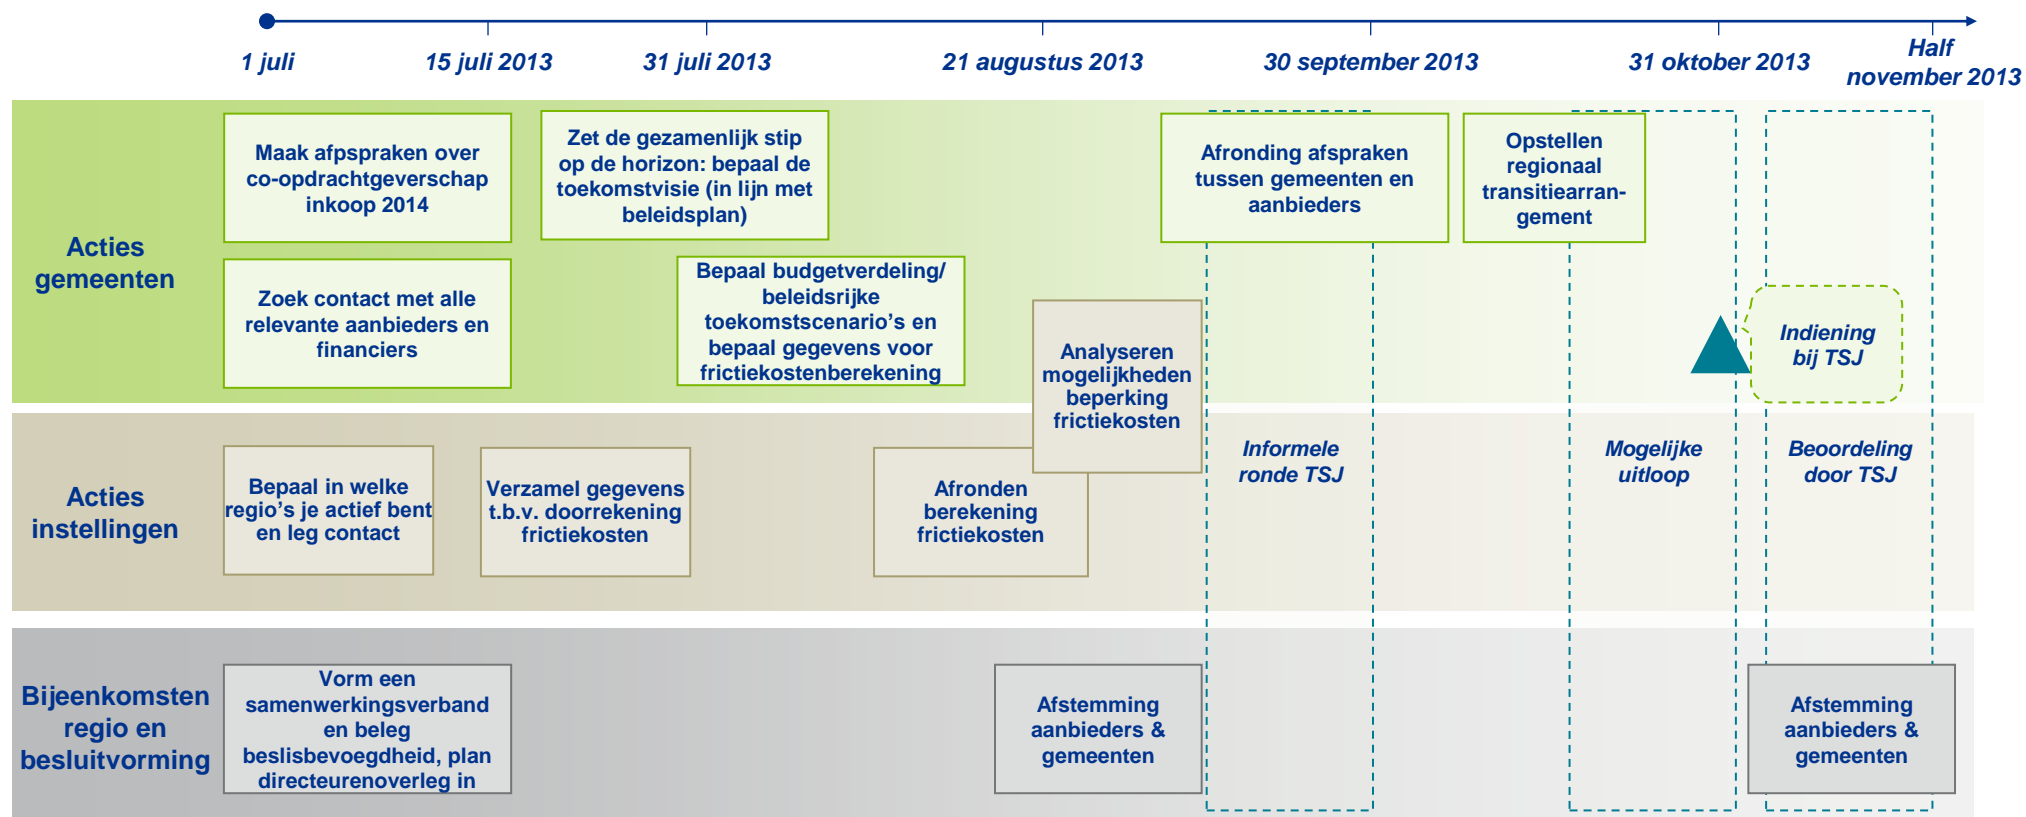 1 juli
15 juli 2013
31 juli 2013
21 augustus 2013
30 september 2013
31 oktober 2013
Half
november 2013
Acties
gemeenten
Maak afpspraken over
co-opdrachtgeverschap
inkoop 2014
Zet de gezamenlijk stip
op de horizon: bepaal de
toekomstvisie (in lijn met
beleidsplan)
Afronding afspraken
tussen gemeenten en
aanbieders
Opstellen
regionaal
transitiearran-
gement
Zoek contact met alle
relevante aanbieders en
financiers
Bepaal budgetverdeling/
beleidsrijke
toekomstscenario’s en
bepaal gegevens voor
frictiekostenberekening
Analyseren
mogelijkheden
beperking
frictiekosten
Indiening
bij TSJ
Acties
instellingen
Bepaal in welke
regio’s je actief bent
en leg contact
Verzamel gegevens
t.b.v. doorrekening
frictiekosten
Afronden
berekening
frictiekosten
Informele
ronde TSJ
Mogelijke
uitloop
Beoordeling
door TSJ
Bijeenkomsten
regio en
besluitvorming
Vorm een
samenwerkingsverband
en beleg
beslisbevoegdheid, plan
directeurenoverleg in
Afstemming
aanbieders &
gemeenten
Afstemming
aanbieders &
gemeenten